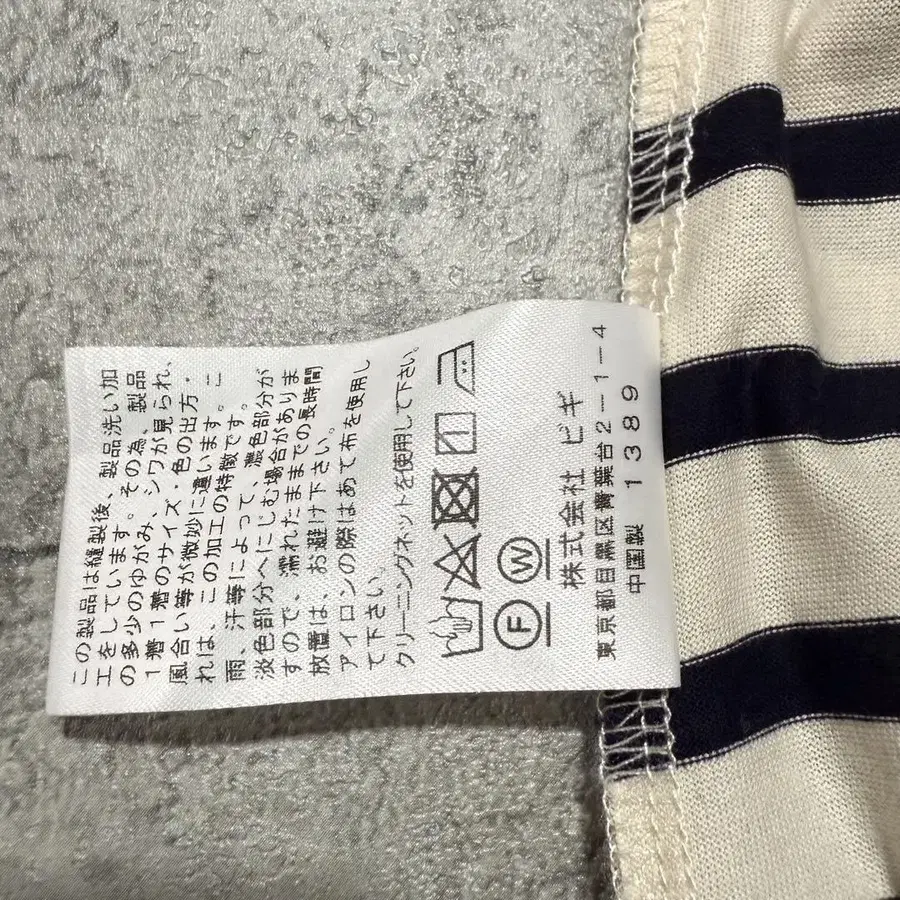 この製品は縫製後、製品洗い加
工をしています。その為、製品
の多少のゆがみ、シワが見られ、
1着1着のサイズ・色の出方・
風合い等が微妙に違います。こ
れは、この加工の特徴です。
雨、汗等によって、濃色部分が
淡色部分へにじむ場合がありま
すので、濡れたままでの長時間
放置は、お避け下さい。
アイロンの際はあて布を使用し
て下さい。
クリーニングネットを使用して下さい。
F W
株式会社 ビギ
東京都目黒区青葉台2-1-4
中国製 1389